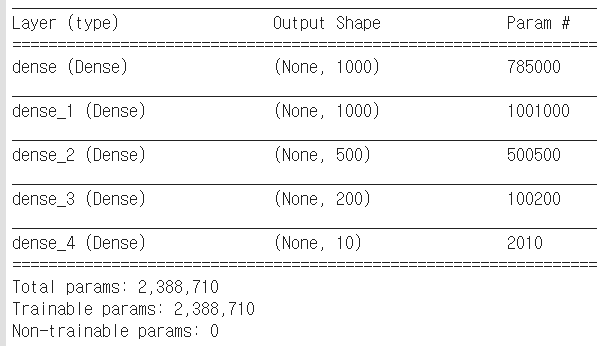 Layer (type) Output Shape Param #
dense (Dense) (None, 1000) 785000
dense_1 (Dense) (None, 1000) 1001000
dense_2 (Dense) (None, 500) 500500
dense_3 (Dense) (None, 200) 100200
dense_4 (Dense) (None, 10) 2010
Total params: 2,388,710
Trainable params: 2,388,710
Non-trainable params: 0